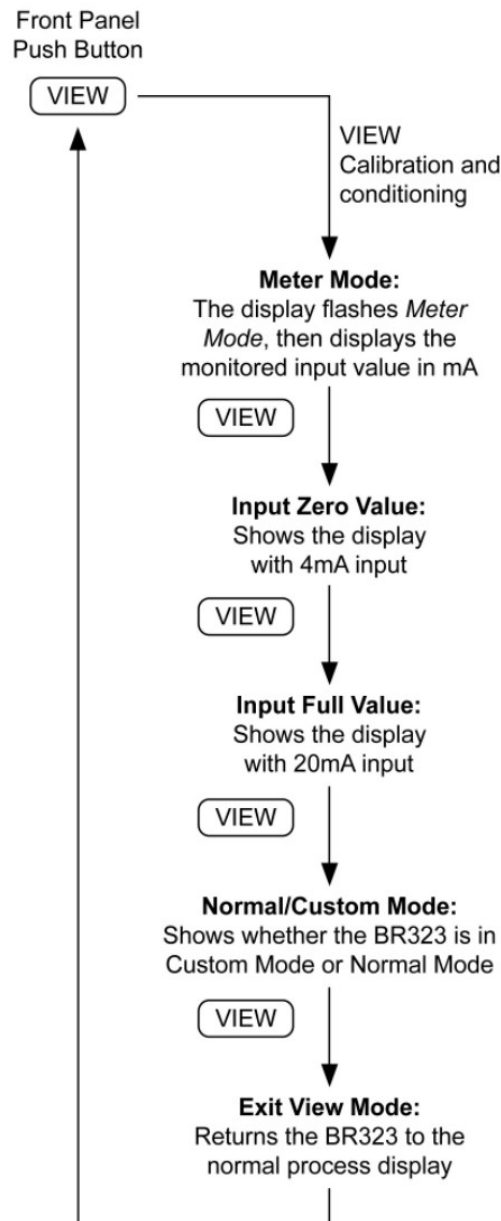 Front Panel
Push Button
VIEW
VIEW
Calibration and
conditioning
Meter Mode:
The display flashes Meter
Mode, then displays the
monitored input value in mA
VIEW
Input Zero Value:
Shows the display
with 4mA input
VIEW
Input Full Value:
Shows the display
with 20mA input
VIEW
Normal/Custom Mode:
Shows whether the BR323 is in
Custom Mode or Normal Mode
VIEW
Exit View Mode:
Returns the BR323 to the
normal process display